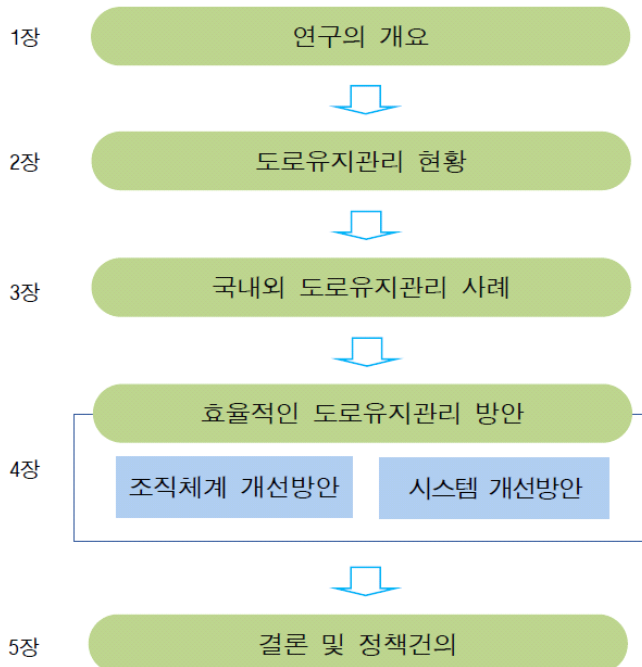 1장 연구의 개요
2장 도로유지관리 현황
3장 국내외 도로유지관리 사례
효율적인 도로유지관리 방안
4장
조직체계 개선방안 시스템 개선방안
5장 결론 및 정책건의